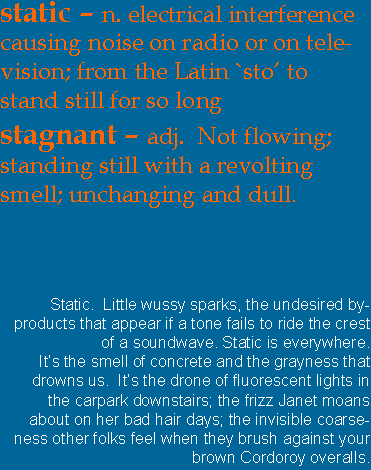 static – n. electrical interference
causing noise on radio or on tele-
vision; from the Latin `sto´ to
stand still for so long
stagnant – adj.  Not flowing;
standing still with a revolting
smell; unchanging and dull.
Static.  Little wussy sparks, the undesired by-
products that appear if a tone fails to ride the crest
of a soundwave. Static is everywhere.
It's the smell of concrete and the grayness that
drowns us.  It's the drone of fluorescent lights in
the carpark downstairs; the frizz Janet moans
about on her bad hair days; the invisible coarse-
ness other folks feel when they brush against your
brown Cordoroy overalls.